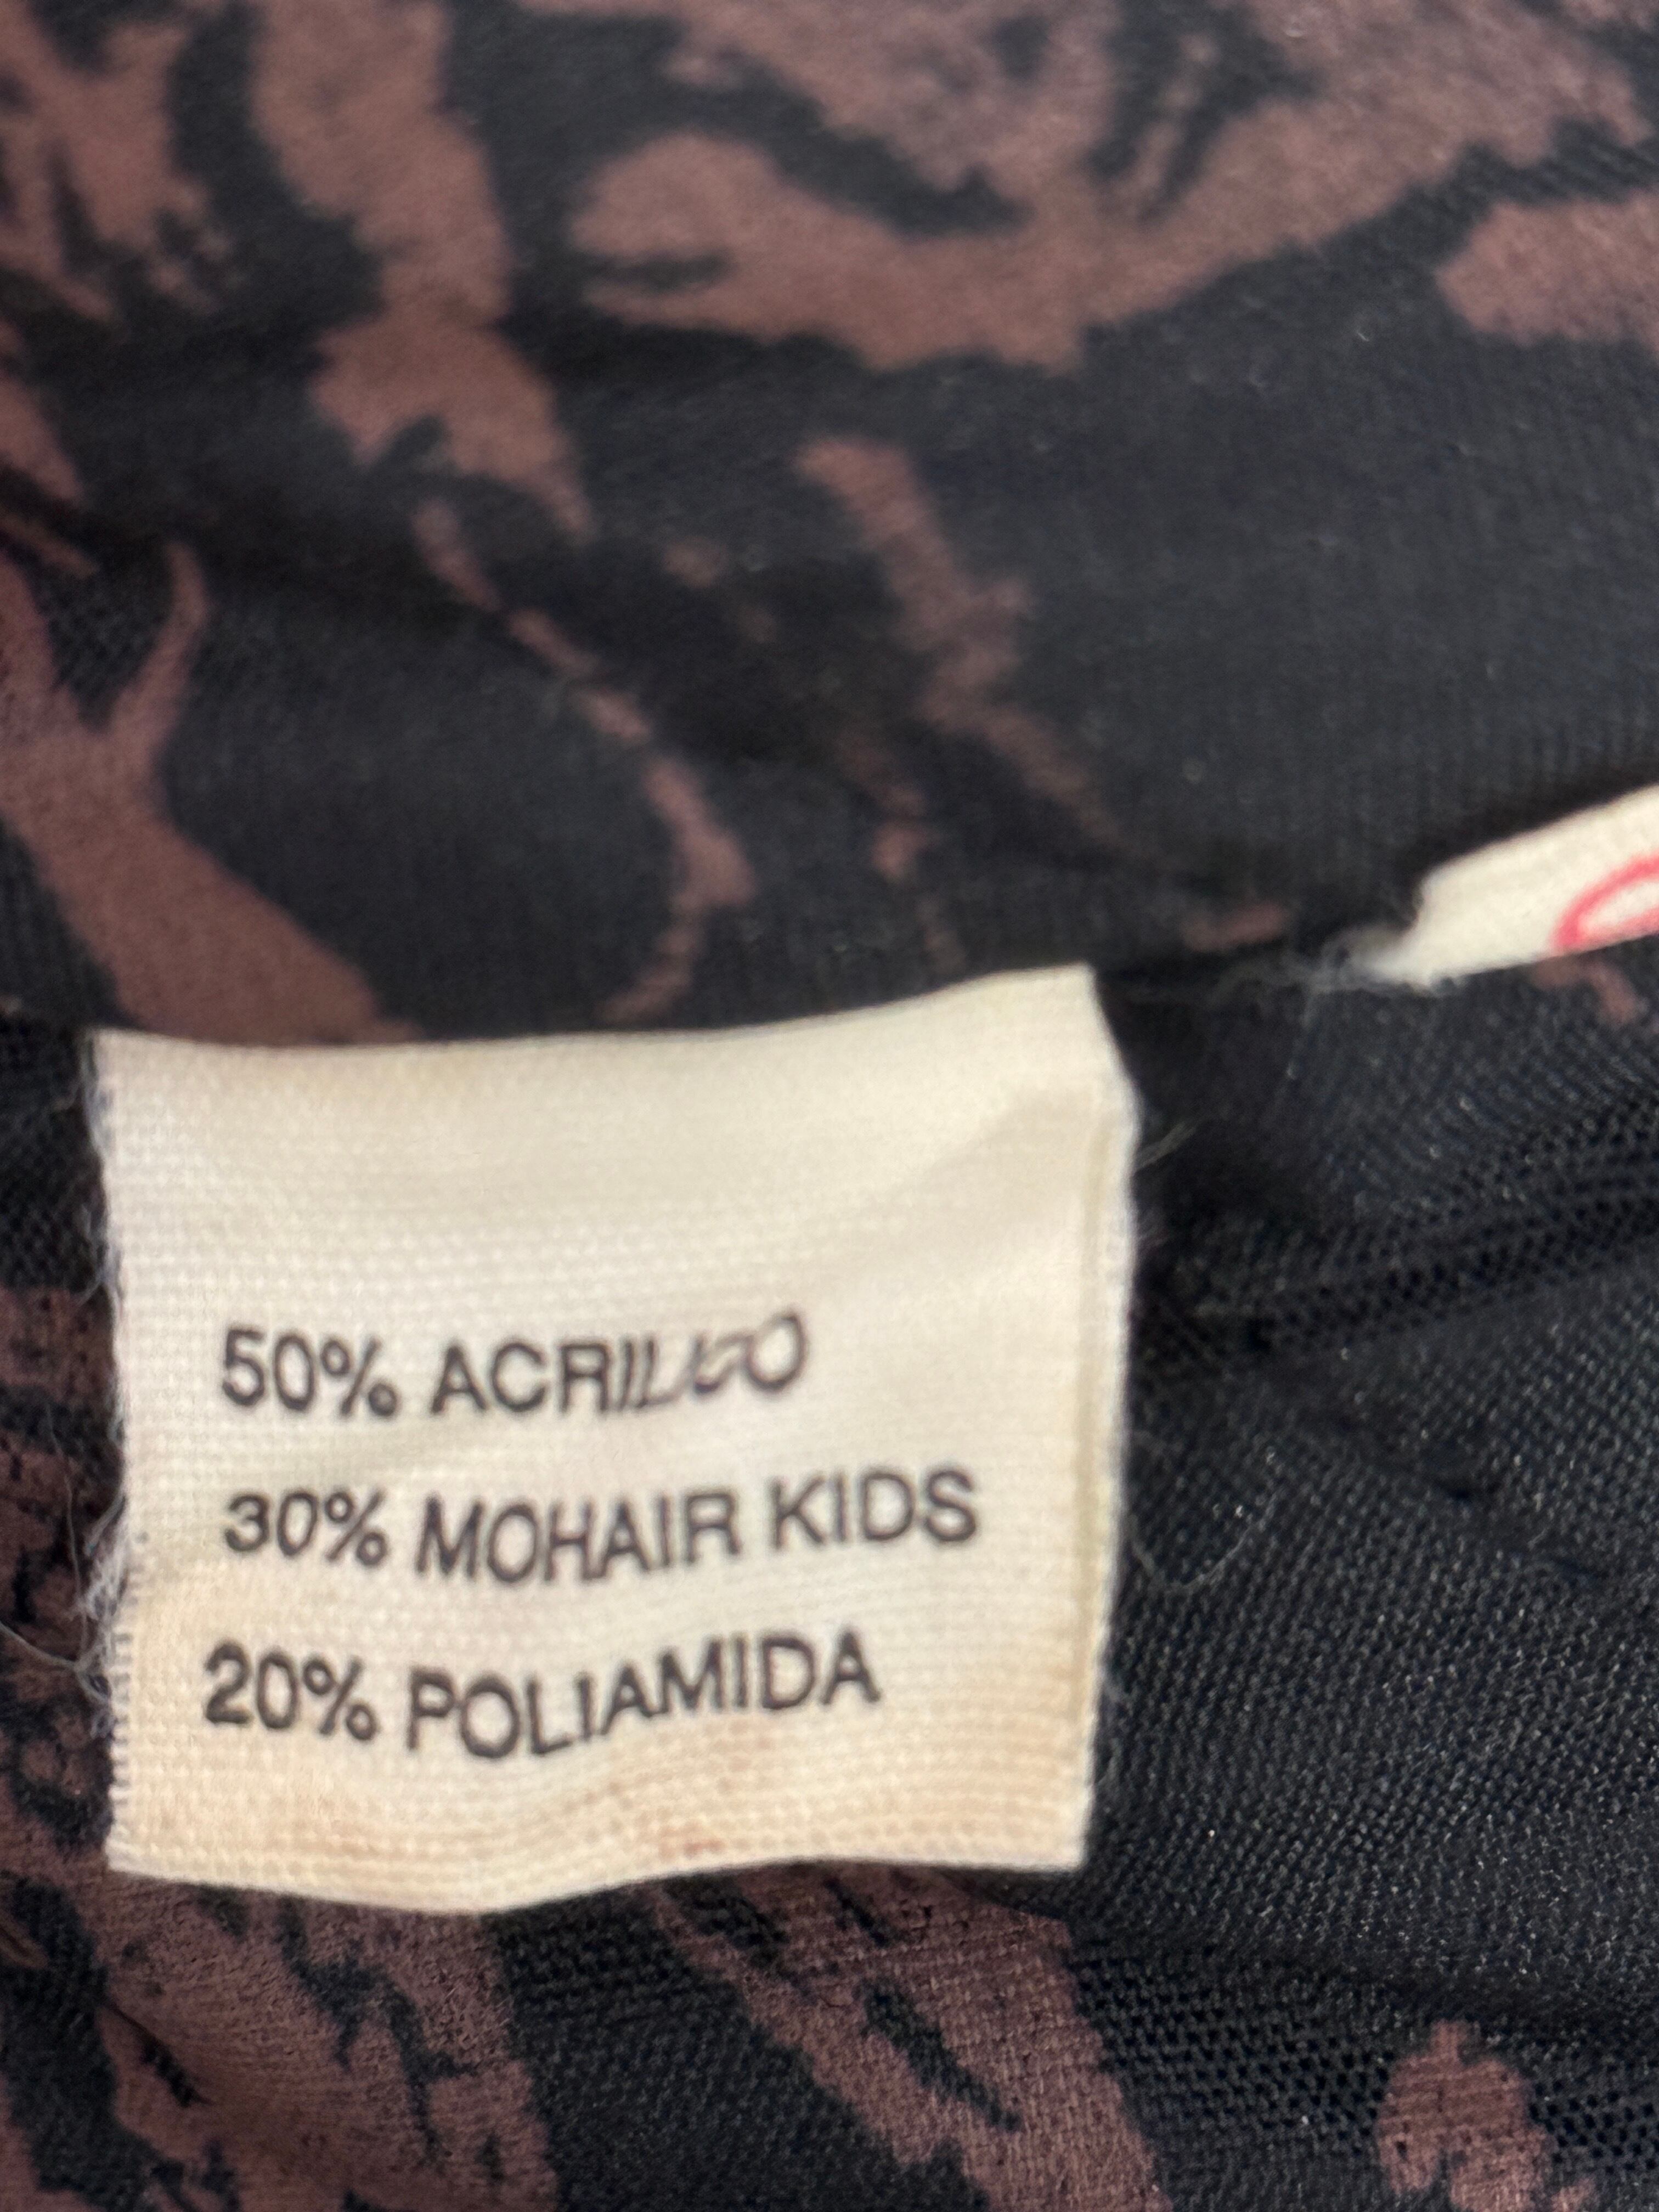 50% ACRILICO
30% MOHAIR KIDS
20% POLIAMIDA